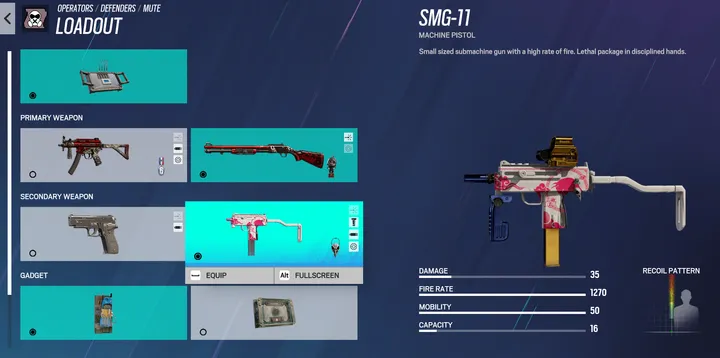 OPERATORS / DEFENDERS / MUTE
LOADOUT
PRIMARY WEAPON
SECONDARY WEAPON
EQUIP
Alt FULLSCREEN
GADGET
SMG-11
MACHINE PISTOL
Small sized submachine gun with a high rate of fire. Lethal package in disciplined hands.
DAMAGE 35
FIRE RATE 1270
MOBILITY 50
CAPACITY 16
RECOIL PATTERN